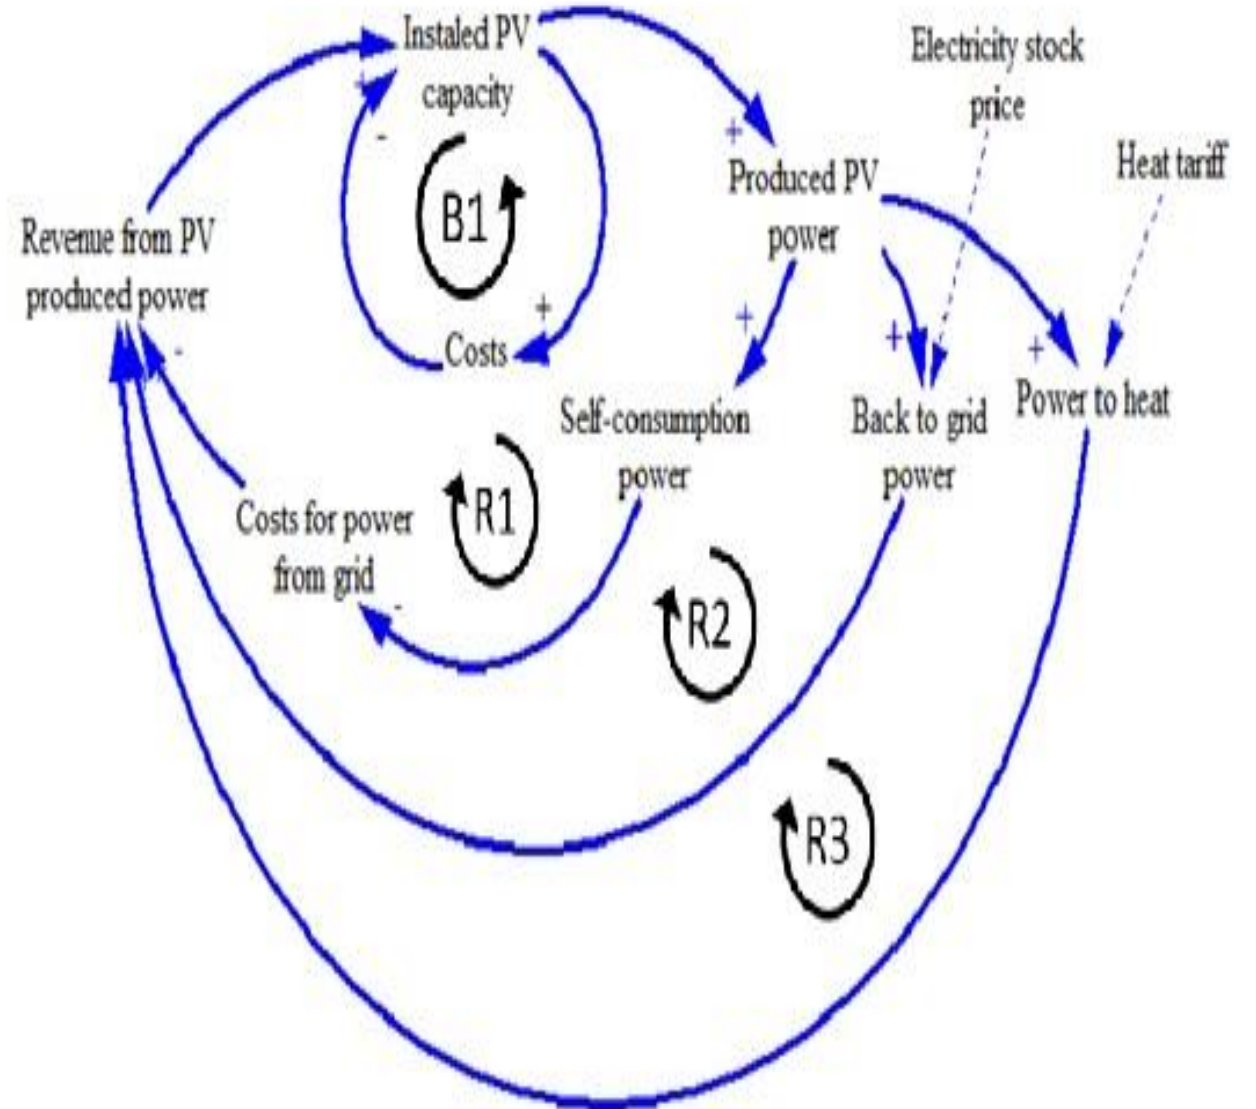 Instaled PV
capacity
Electricity stock
price
Heat tariff
Produced PV
power
Revenue from PV
produced power
B1
Costs
Self-consumption
power
Back to grid
power
Power to heat
Costs for power
from grid
R1
R2
R3
+
-
+
+
+
+
+
-
-